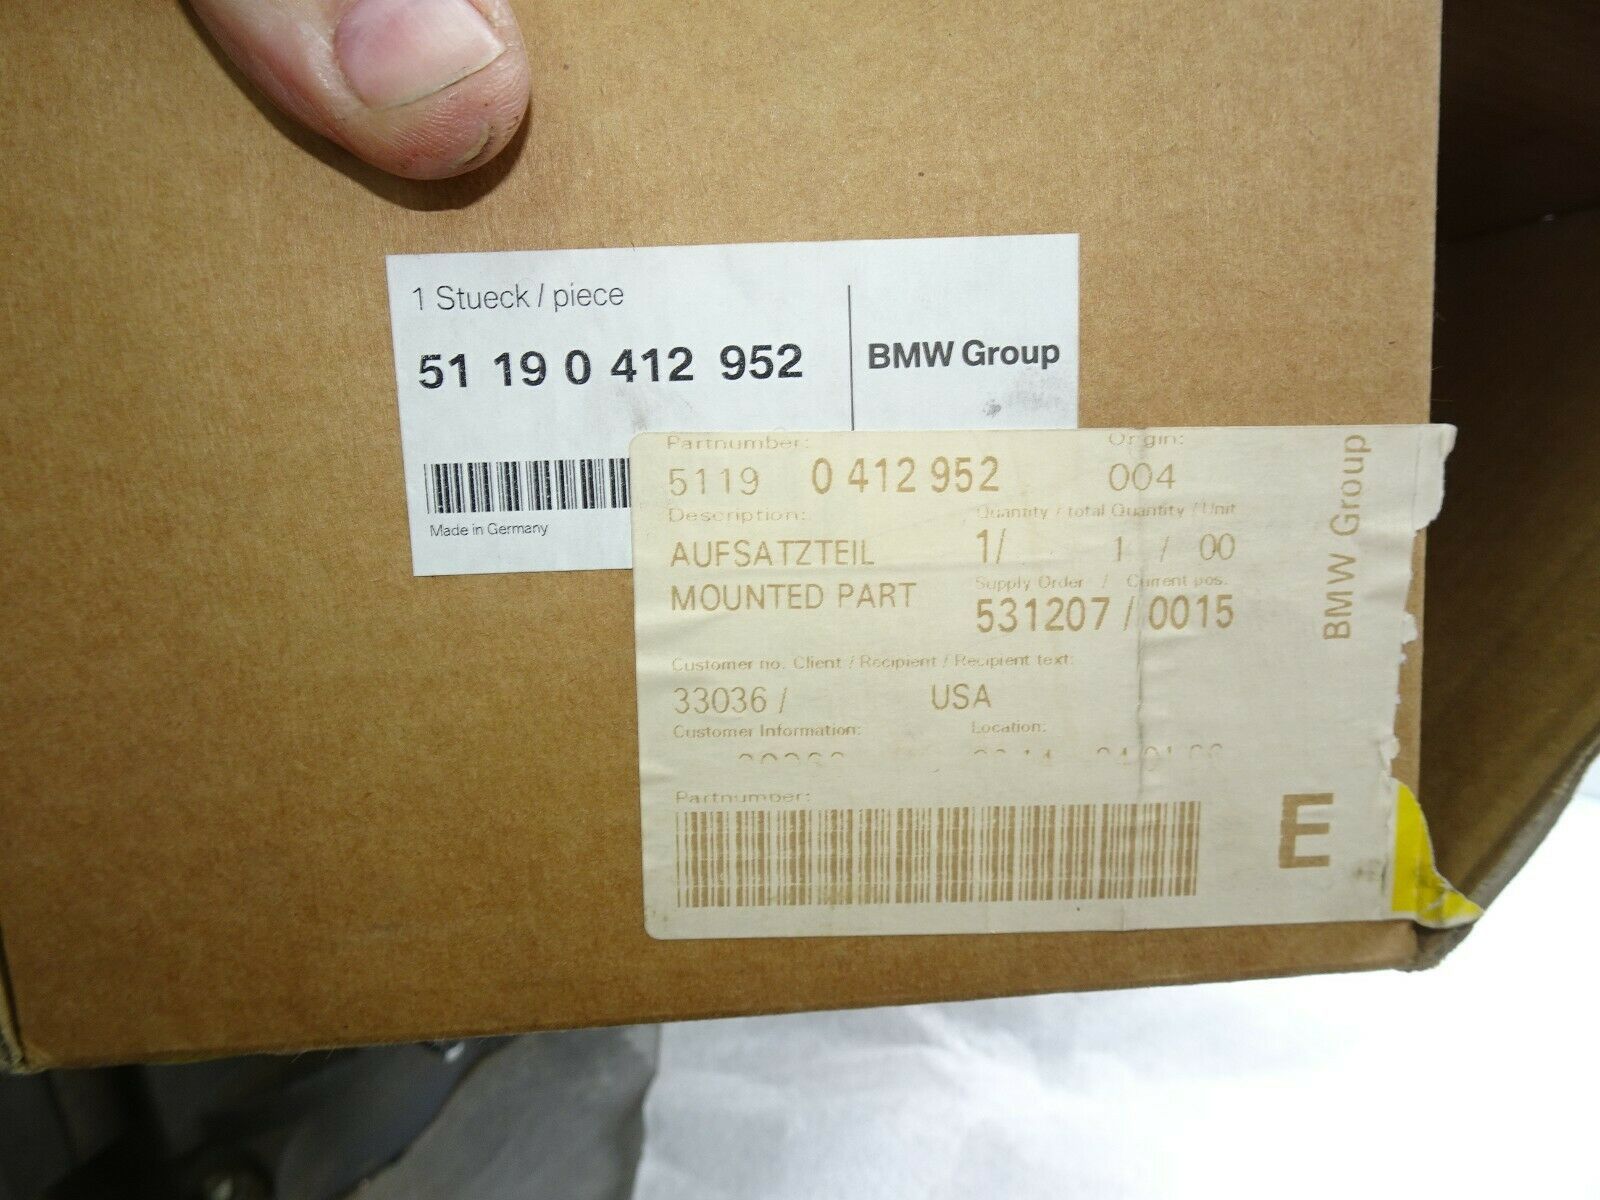 1 Stueck / piece
51 19 0 412 952
BMW Group
Made in Germany
Partnumber: Origin:
5119 0 412 952 004
Description: Quantity / total Quantity / Unit
AUFSATZTEIL 1/ 1 / 00
MOUNTED PART
Supply Order / Current pos.
531207 / 0015
Customer no. Client / Recipient / Recipient text:
33036 / USA
Customer Information: Location:
Partnumber:
BMW Group
E